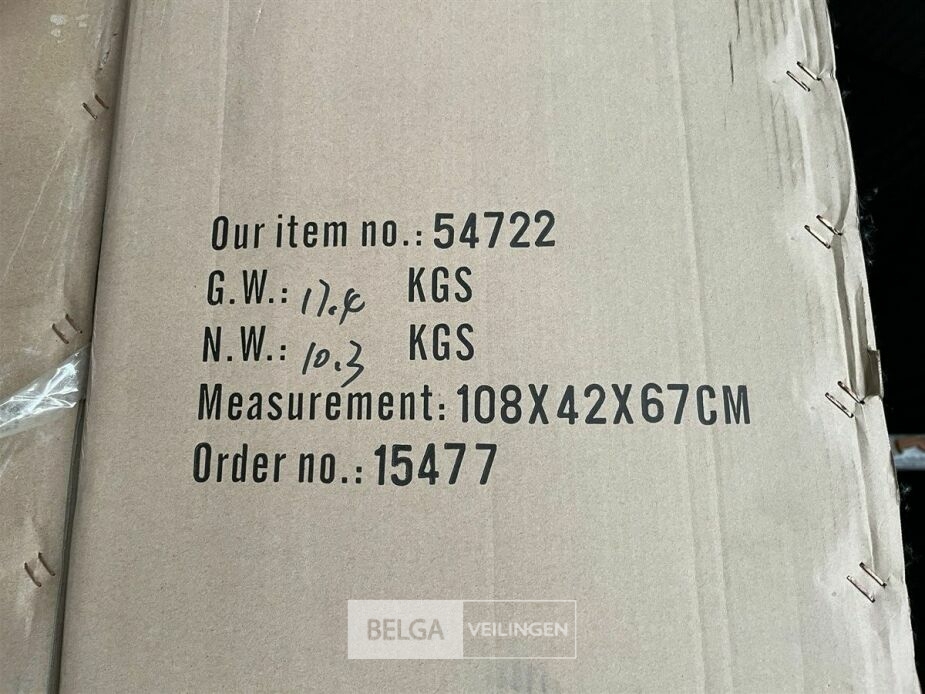 Our item no.: 54722
G.W.: 17.4 KGS
N.W.: 10.3 KGS
Measurement: 108X42X67CM
Order no.: 15477
BELGA VEILINGEN